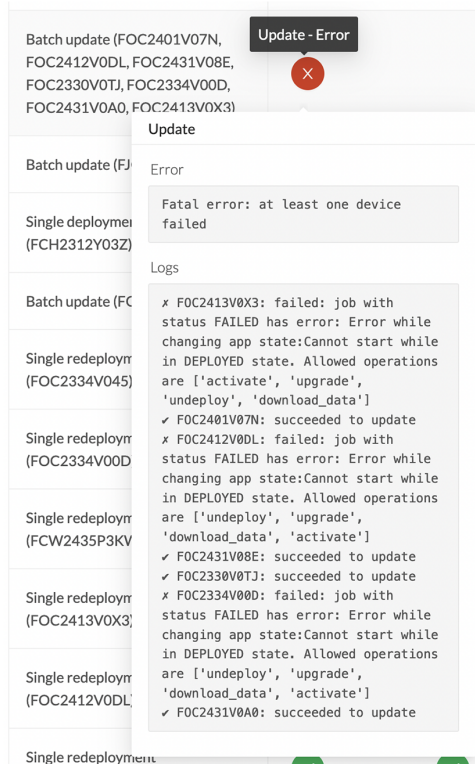 Update - Error
Batch update (FOC2401V07N,
FOC2412V0DL, FOC2431V08E,
FOC2330V0TJ, FOC2334V00D,
FOC2431V0A0, FOC2413V0X3)
X
Update
Error
Fatal error: at least one device
failed
Logs
✗ FOC2413V0X3: failed: job with
status FAILED has error: Error while
changing app state:Cannot start while
in DEPLOYED state. Allowed operations
are ['activate', 'upgrade',
'undeploy', 'download_data']
✔ FOC2401V07N: succeeded to update
✗ FOC2412V0DL: failed: job with
status FAILED has error: Error while
changing app state:Cannot start while
in DEPLOYED state. Allowed operations
are ['undeploy', 'upgrade',
'download_data', 'activate']
✔ FOC2431V08E: succeeded to update
✔ FOC2330V0TJ: succeeded to update
✗ FOC2334V00D: failed: job with
status FAILED has error: Error while
changing app state:Cannot start while
in DEPLOYED state. Allowed operations
are ['undeploy', 'upgrade',
'download_data', 'activate']
✔ FOC2431V0A0: succeeded to update
Batch update (FJ
Single deployme
(FCH2312Y03Z)
Batch update (FC
Single redeploym
(FOC2334V045)
Single redeploym
(FOC2334V00D
Single redeploym
(FCW2435P3KV
Single redeploym
(FOC2413V0X3)
Single redeploym
(FOC2412V0DL)
Single redeployment